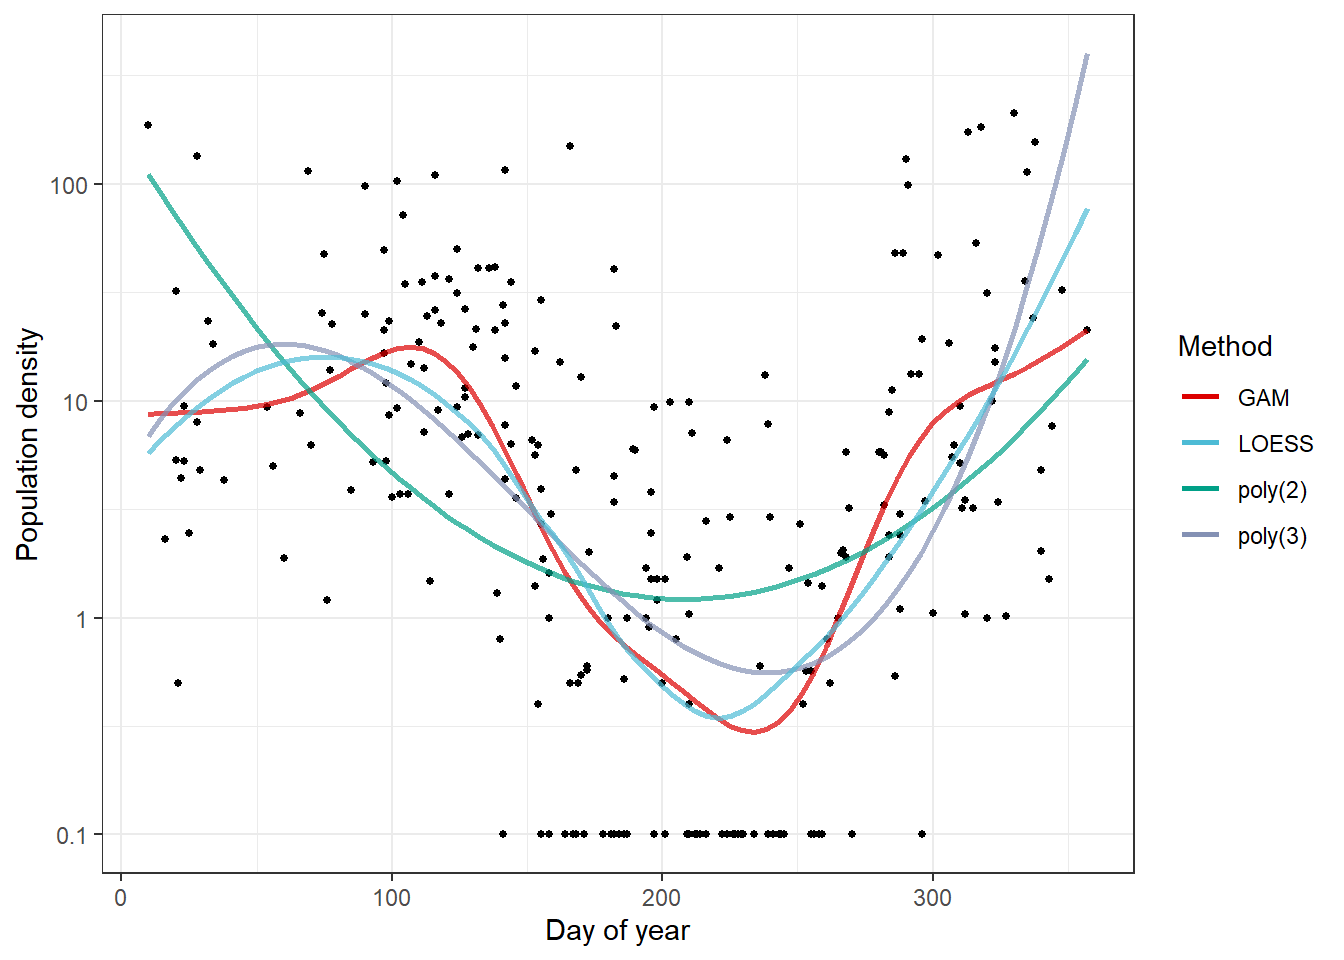 Population density
100
10
1
0.1
0
100
200
300
Day of year
Method
GAM
LOESS
poly(2)
poly(3)